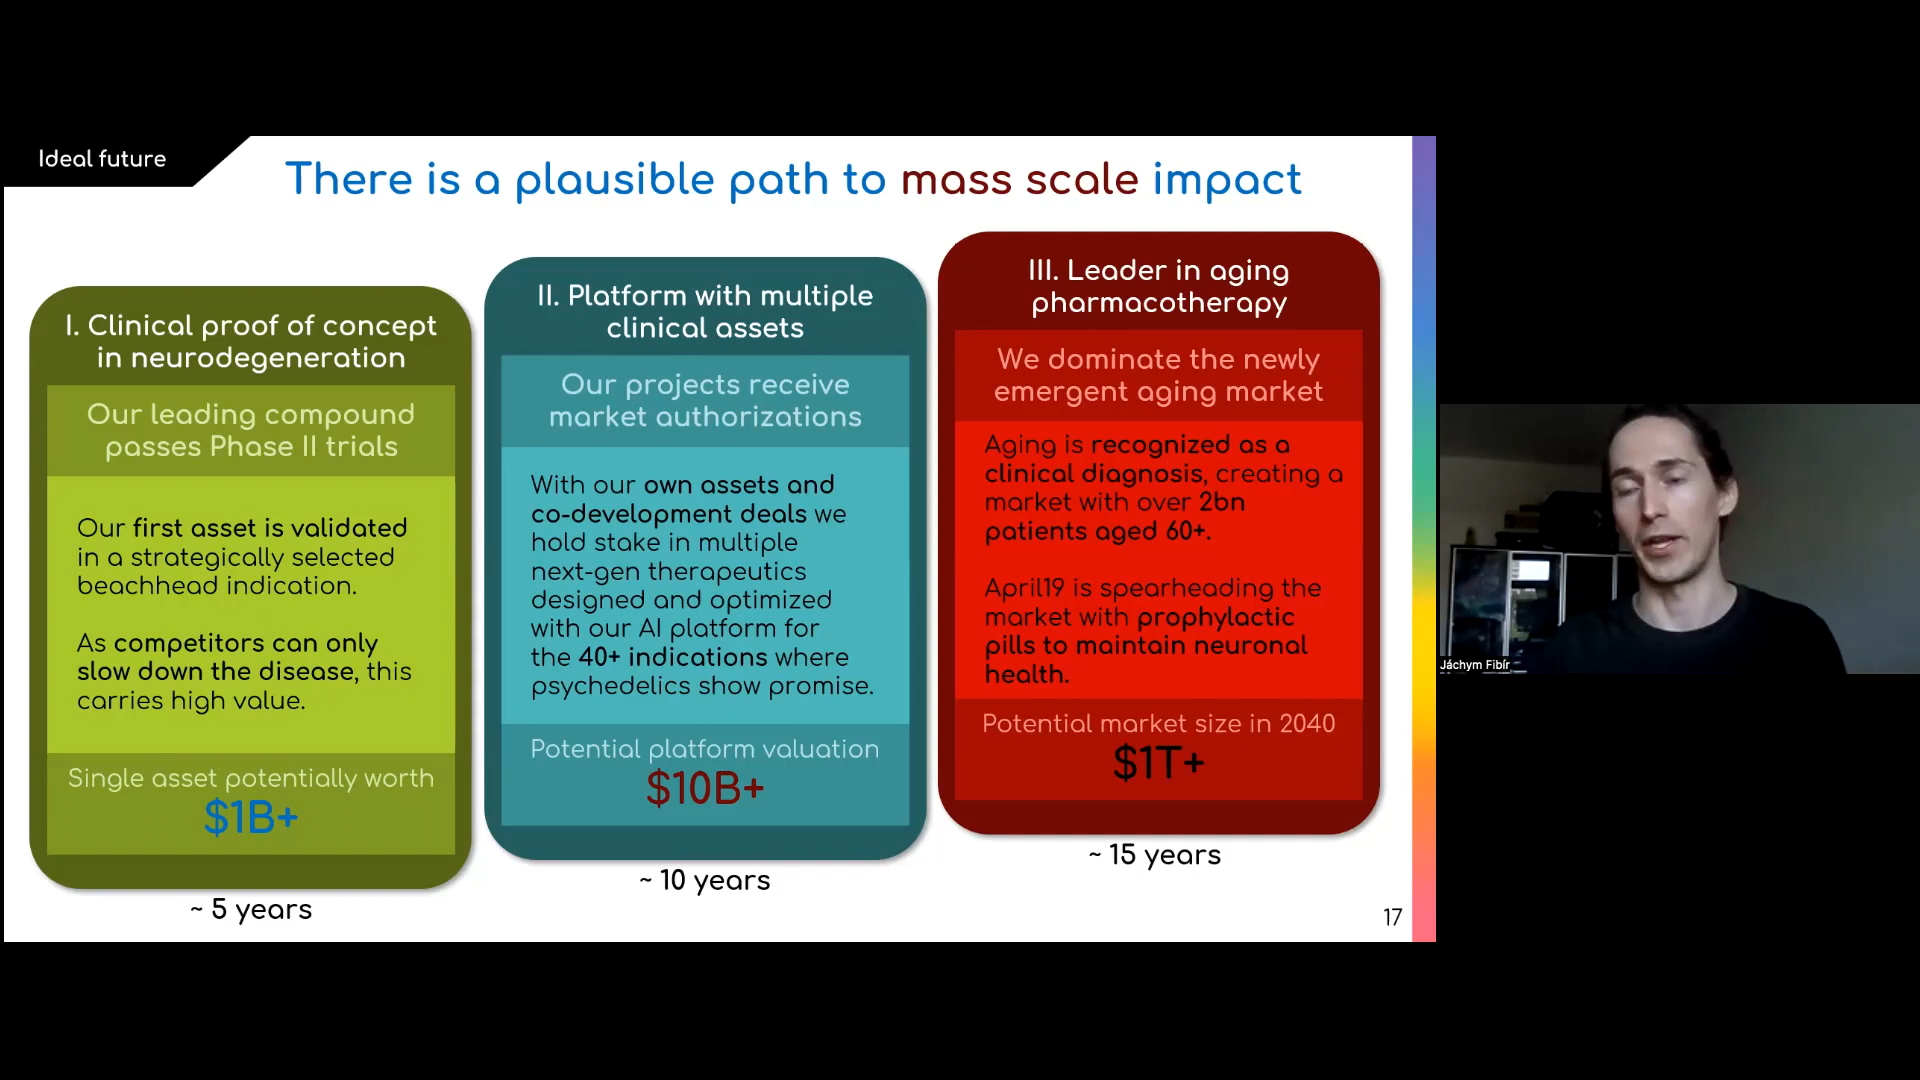 Ideal future
There is a plausible path to mass scale impact
I. Clinical proof of concept
in neurodegeneration
Our leading compound
passes Phase II trials
Our first asset is validated
in a strategically selected
beachhead indication.
As competitors can only
slow down the disease, this
carries high value.
Single asset potentially worth
$1B+
~ 5 years
II. Platform with multiple
clinical assets
Our projects receive
market authorizations
With our own assets and
co-development deals we
hold stake in multiple
next-gen therapeutics
designed and optimized
with our AI platform for
the 40+ indications where
psychedelics show promise.
Potential platform valuation
$10B+
~ 10 years
III. Leader in aging
pharmacotherapy
We dominate the newly
emergent aging market
Aging is recognized as a
clinical diagnosis, creating a
market with over 2bn
patients aged 60+.
April19 is spearheading the
market with prophylactic
pills to maintain neuronal
health.
Potential market size in 2040
$1T+
~ 15 years
17
Jáchym Fibír